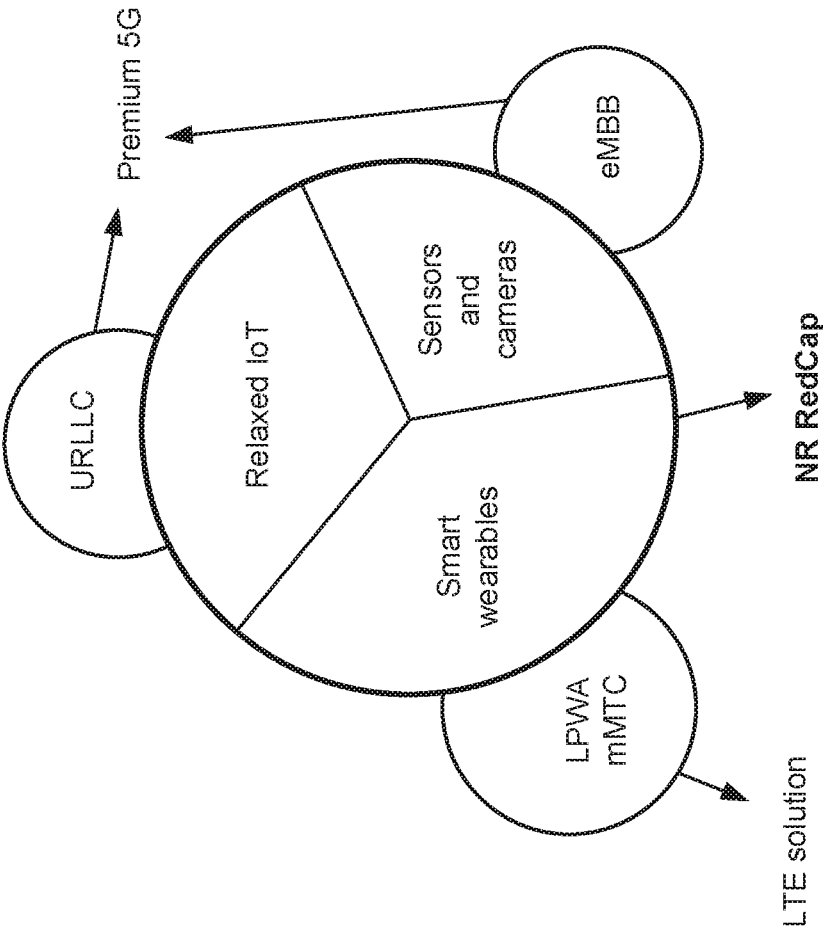 URLLC
Premium 5G
Relaxed IoT
Smart
wearables
Sensors
and
cameras
LPWA
mMTC
eMBB
LTE solution
NR RedCap